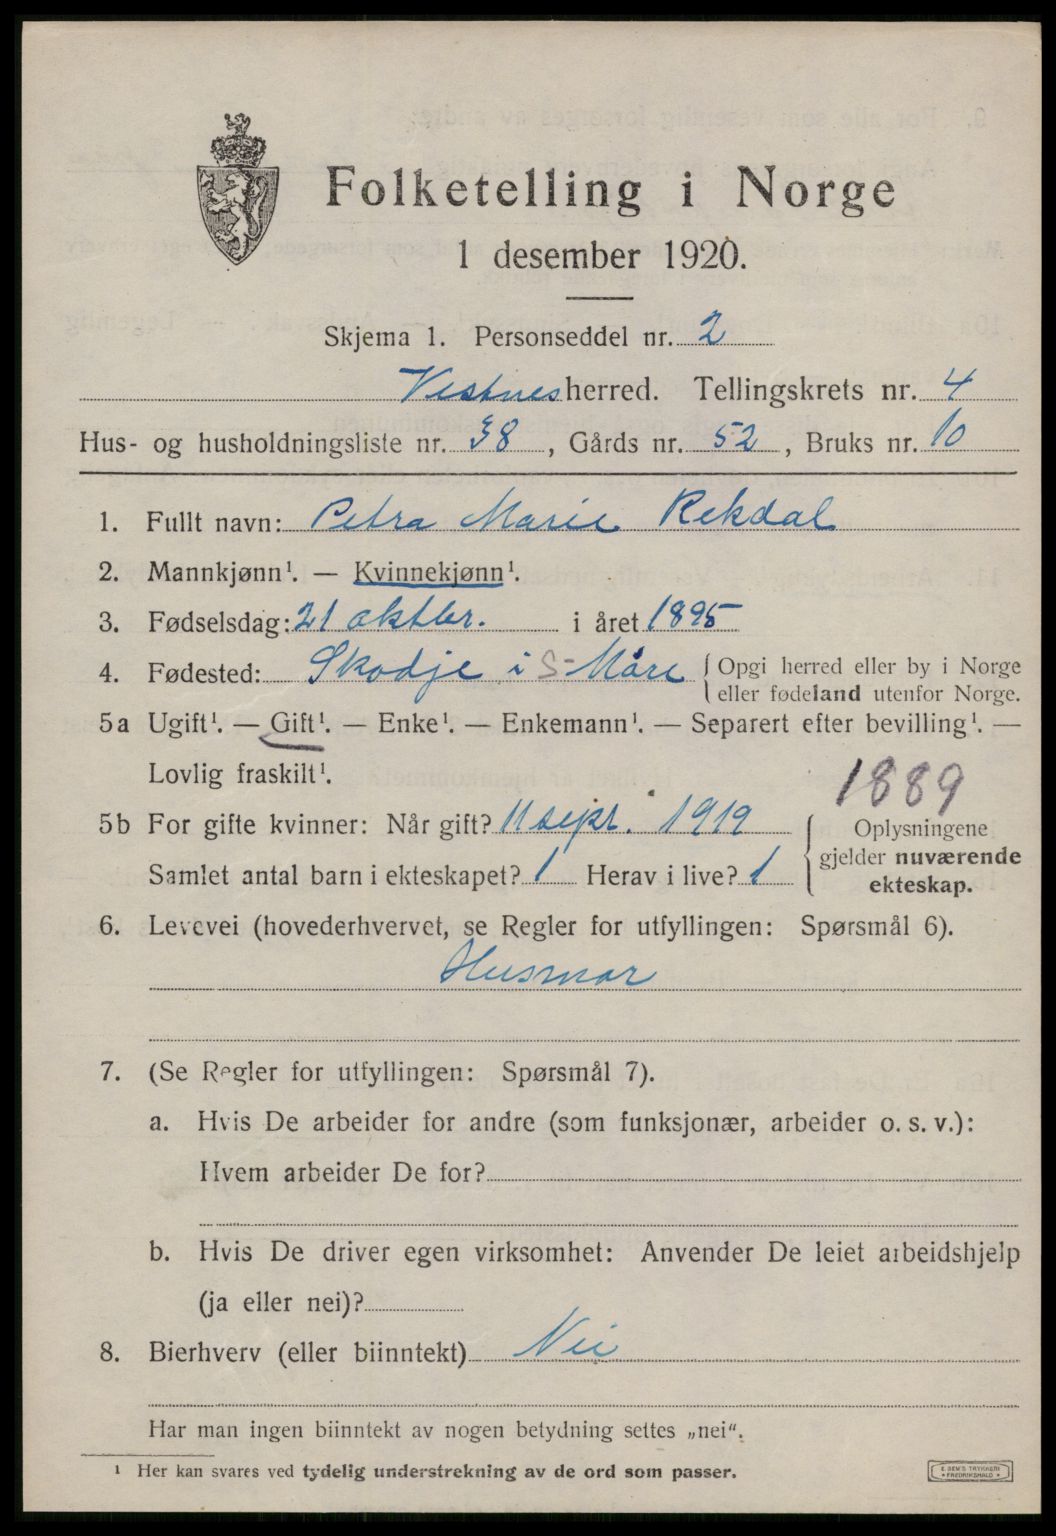 Folketelling i Norge
1 desember 1920.
Skjema 1. Personseddel nr. 2
Vestnes herred. Tellingskrets nr. 4
Hus- og husholdningsliste nr. 38, Gårds nr. 52, Bruks nr. 10
1. Fullt navn: Petra Marie Rekdal
2. Mannkjønn¹. — Kvinnekjønn¹.
3. Fødselsdag: 21 oktbr. i året 1895
4. Fødested: Skodje i S-Møre { Opgi herred eller by i Norge
eller fødeland utenfor Norge.
5a Ugift¹. — Gift¹. — Enke¹. — Enkemann¹. — Separert efter bevilling¹. —
Lovlig fraskilt¹.
1889
5b For gifte kvinner: Når gift? 11 sept. 1919
Samlet antal barn i ekteskapet? 1 Herav i live? 1
{ Oplysningene
gjelder nuværende
ekteskap.
6. Levevei (hovederhvervet, se Regler for utfyllingen: Spørsmål 6).
Husmor
7. (Se Regler for utfyllingen: Spørsmål 7).
a. Hvis De arbeider for andre (som funksjonær, arbeider o. s. v.):
Hvem arbeider De for?
b. Hvis De driver egen virksomhet: Anvender De leiet arbeidshjelp
(ja eller nei)?
8. Bierhverv (eller biinntekt) Nei
Har man ingen biinntekt av nogen betydning settes „nei“.
¹ Her kan svares ved tydelig understrekning av de ord som passer.
E. SEM'S TRYKKERI
• FREDRIKSHALD •